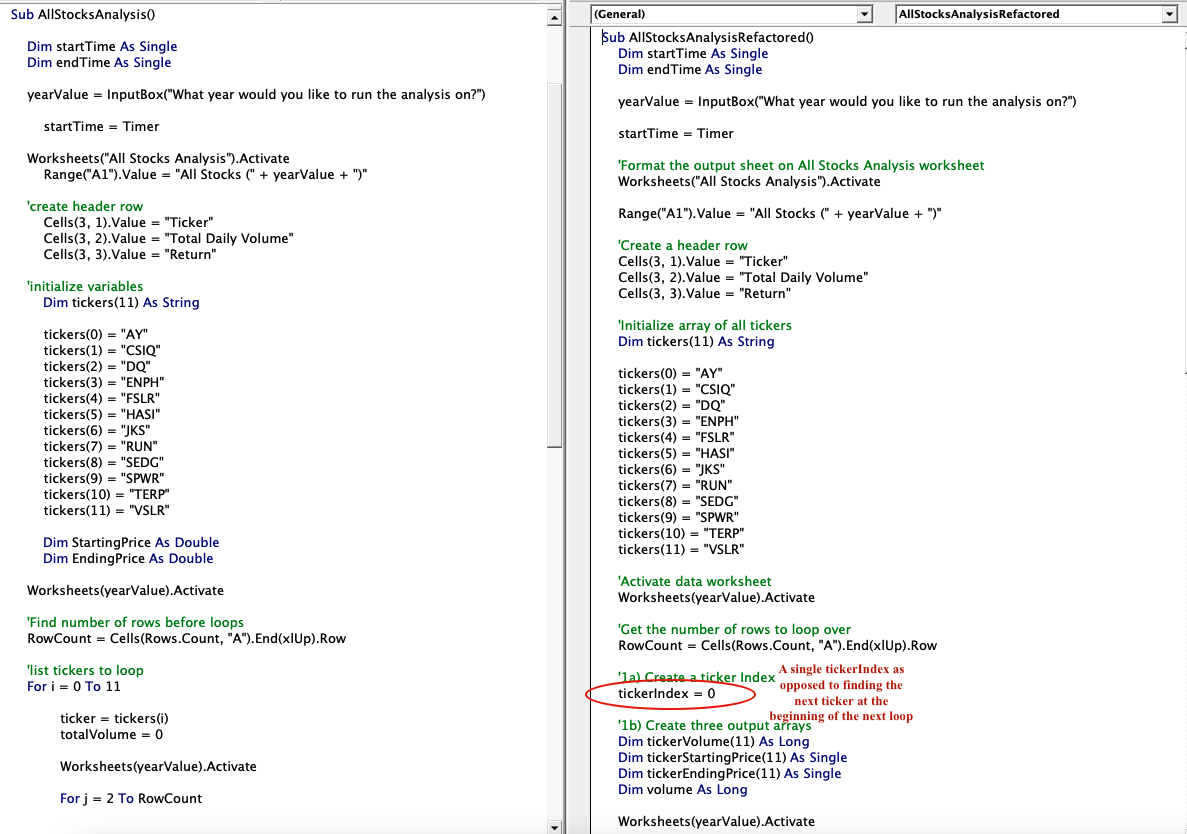 Sub AllStocksAnalysis()
Dim startTime As Single
Dim endTime As Single
yearValue = InputBox("What year would you like to run the analysis on?")
startTime = Timer
Worksheets("All Stocks Analysis").Activate
Range("A1").Value = "All Stocks (" + yearValue + ")"
'create header row
Cells(3, 1).Value = "Ticker"
Cells(3, 2).Value = "Total Daily Volume"
Cells(3, 3).Value = "Return"
'initialize variables
Dim tickers(11) As String
tickers(0) = "AY"
tickers(1) = "CSIQ"
tickers(2) = "DQ"
tickers(3) = "ENPH"
tickers(4) = "FSLR"
tickers(5) = "HASI"
tickers(6) = "JKS"
tickers(7) = "RUN"
tickers(8) = "SEDG"
tickers(9) = "SPWR"
tickers(10) = "TERP"
tickers(11) = "VSLR"
Dim StartingPrice As Double
Dim EndingPrice As Double
Worksheets(yearValue).Activate
'Find number of rows before loops
RowCount = Cells(Rows.Count, "A").End(xlUp).Row
'list tickers to loop
For i = 0 To 11
ticker = tickers(i)
totalVolume = 0
Worksheets(yearValue).Activate
For j = 2 To RowCount
(General)
AllStocksAnalysisRefactored
Sub AllStocksAnalysisRefactored()
Dim startTime As Single
Dim endTime As Single
yearValue = InputBox("What year would you like to run the analysis on?")
startTime = Timer
'Format the output sheet on All Stocks Analysis worksheet
Worksheets("All Stocks Analysis").Activate
Range("A1").Value = "All Stocks (" + yearValue + ")"
'Create a header row
Cells(3, 1).Value = "Ticker"
Cells(3, 2).Value = "Total Daily Volume"
Cells(3, 3).Value = "Return"
'Initialize array of all tickers
Dim tickers(11) As String
tickers(0) = "AY"
tickers(1) = "CSIQ"
tickers(2) = "DQ"
tickers(3) = "ENPH"
tickers(4) = "FSLR"
tickers(5) = "HASI"
tickers(6) = "JKS"
tickers(7) = "RUN"
tickers(8) = "SEDG"
tickers(9) = "SPWR"
tickers(10) = "TERP"
tickers(11) = "VSLR"
'Activate data worksheet
Worksheets(yearValue).Activate
'Get the number of rows to loop over
RowCount = Cells(Rows.Count, "A").End(xlUp).Row
'1a) Create a ticker Index
tickerIndex = 0
A single tickerIndex as
opposed to finding the
next ticker at the
beginning of the next loop
'1b) Create three output arrays
Dim tickerVolume(11) As Long
Dim tickerStartingPrice(11) As Single
Dim tickerEndingPrice(11) As Single
Dim volume As Long
Worksheets(yearValue).Activate